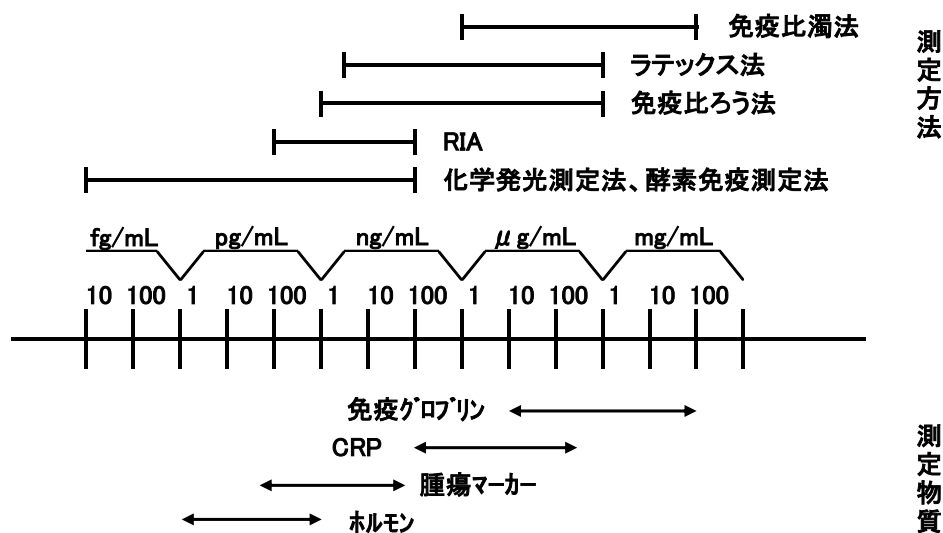 免疫比濁法
ラテックス法
免疫比ろう法
RIA
化学発光測定法、酵素免疫測定法
測定方法
fg/mL pg/mL ng/mL μg/mL mg/mL
10 100 1 10 100 1 10 100 1 10 100 1 10 100
免疫グロブリン
CRP
腫瘍マーカー
ホルモン
測定物質